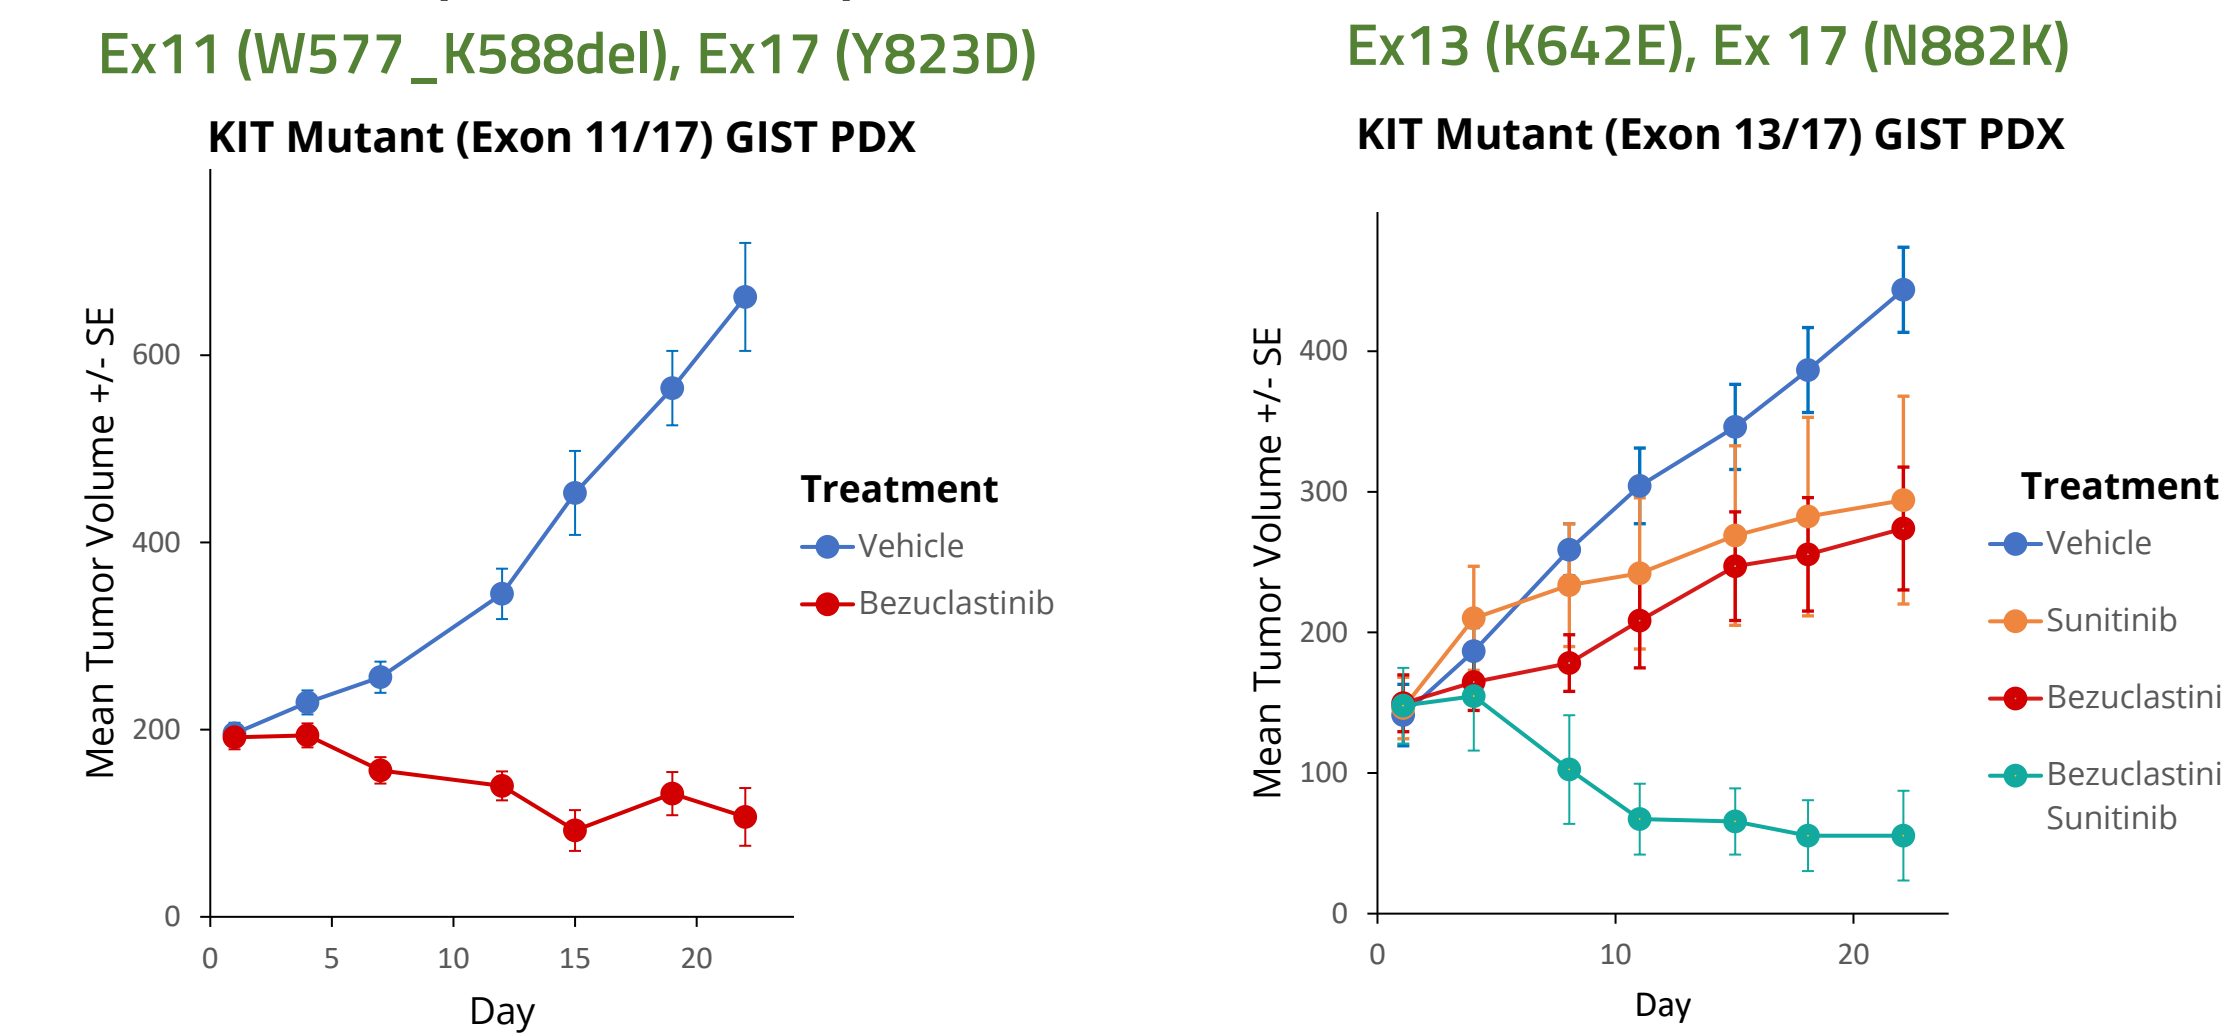 Ex11 (W577_K588del), Ex17 (Y823D)
KIT Mutant (Exon 11/17) GIST PDX
Mean Tumor Volume +/- SE
600
400
200
0
0 5 10 15 20
Day
Treatment
Vehicle
Bezuclastinib
Ex13 (K642E), Ex 17 (N882K)
KIT Mutant (Exon 13/17) GIST PDX
Mean Tumor Volume +/- SE
400
300
200
100
0
0 10 20
Day
Treatment
Vehicle
Sunitinib
Bezuclastini
Bezuclastini
Sunitinib